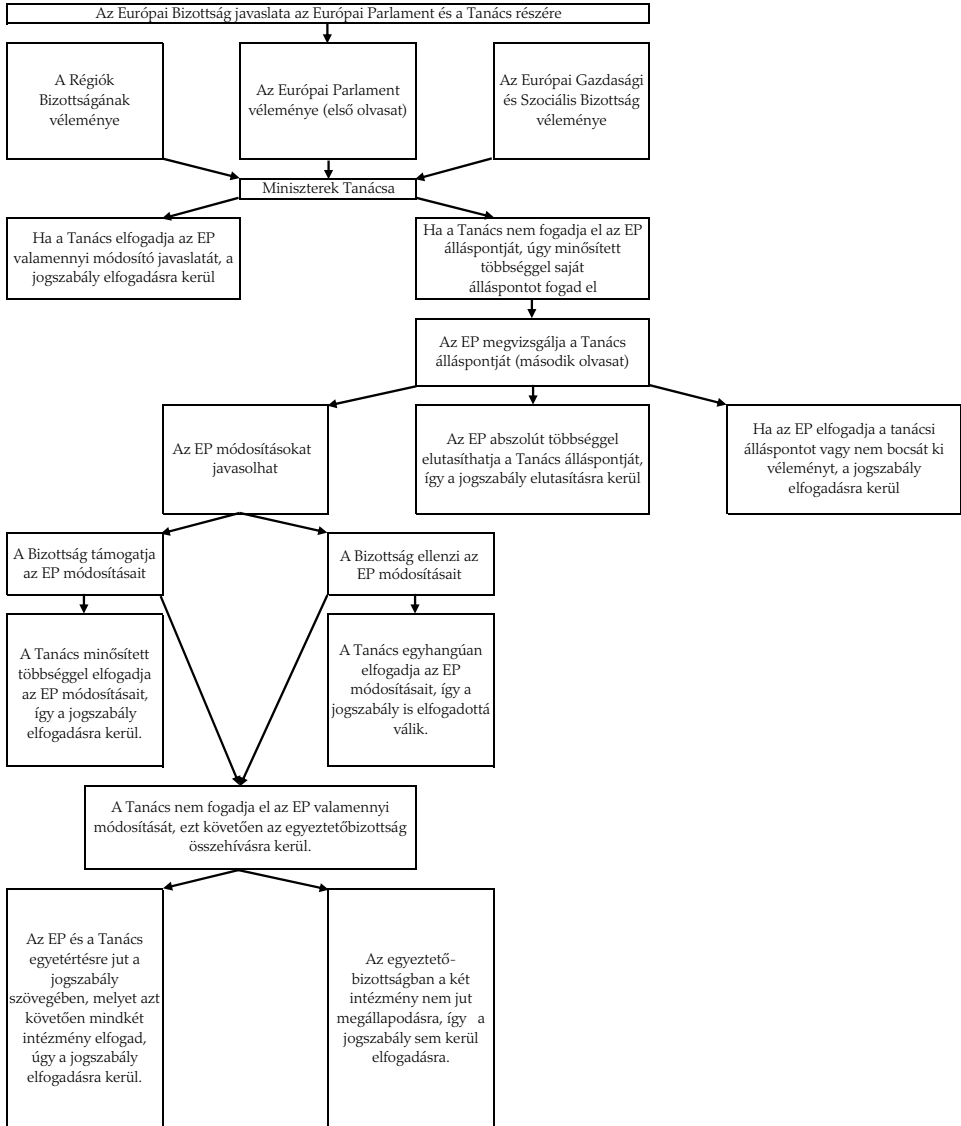 Az Európai Bizottság javaslata az Európai Parlament és a Tanács részére
A Régiók
Bizottságának
véleménye
Az Európai Parlament
véleménye (első olvasat)
Az Európai Gazdasági
és Szociális Bizottság
véleménye
Miniszterek Tanácsa
Ha a Tanács elfogadja az EP
valamennyi módosító javaslatát, a
jogszabály elfogadásra kerül
Ha a Tanács nem fogadja el az EP
álláspontját, úgy minősített
többséggel saját
álláspontot fogad el
Az EP megvizsgálja a Tanács
álláspontját (második olvasat)
Az EP módosításokat
javasolhat
Az EP abszolút többséggel
elutasíthatja a Tanács álláspontját,
így a jogszabály elutasításra kerül
Ha az EP elfogadja a tanácsi
álláspontot vagy nem bocsát ki
véleményt, a jogszabály
elfogadásra kerül
A Bizottság támogatja
az EP módosításait
A Bizottság ellenzi az
EP módosításait
A Tanács minősített
többséggel elfogadja
az EP módosításait,
így a jogszabály
elfogadásra kerül.
A Tanács egyhangúan
elfogadja az EP
módosításait, így a
jogszabály is elfogadottá
válik.
A Tanács nem fogadja el az EP valamennyi
módosítását, ezt követően az egyeztetőbizottság
összehívásra kerül.
Az EP és a Tanács
egyetértésre jut a
jogszabály
szövegében, melyet azt
követően mindkét
intézmény elfogad,
úgy a jogszabály
elfogadásra kerül.
Az egyeztető-
bizottságban a két
intézmény nem jut
megállapodásra, így a
jogszabály sem kerül
elfogadásra.